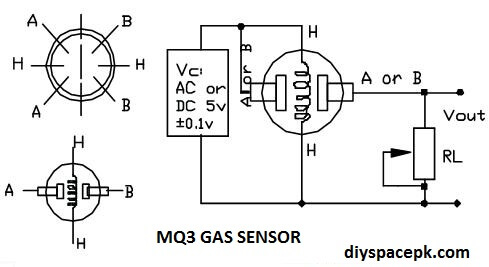 A
B
H
H
A
B
H
A
B
H
Vc:
AC or
DC 5v
±0.1v
A or B
H
H
A or B
Vout
RL
MQ3 GAS SENSOR
diyspacepk.com